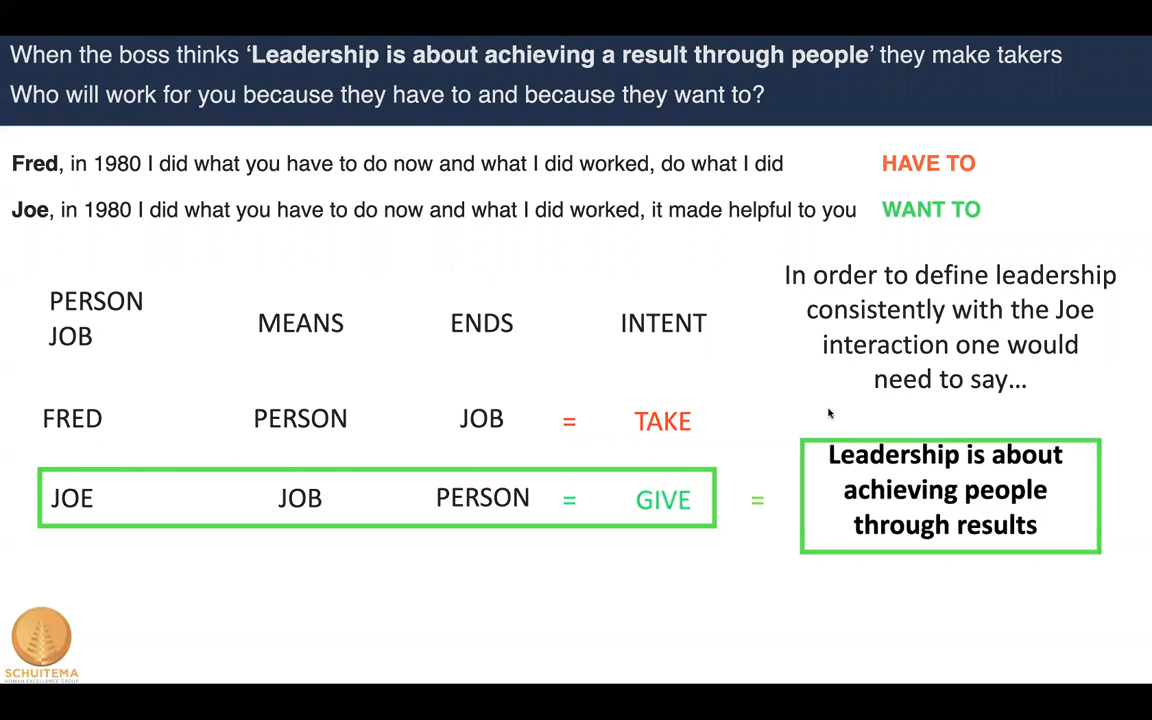 When the boss thinks ‘Leadership is about achieving a result through people’ they make takers
Who will work for you because they have to and because they want to?
Fred, in 1980 I did what you have to do now and what I did worked, do what I did
HAVE TO
Joe, in 1980 I did what you have to do now and what I did worked, it made helpful to you
WANT TO
PERSON
JOB
MEANS
ENDS
INTENT
In order to define leadership
consistently with the Joe
interaction one would
need to say...
FRED
PERSON
JOB
=
TAKE
JOE
JOB
PERSON
=
GIVE
=
Leadership is about
achieving people
through results
SCHUITEMA
HUMAN EXCELLENCE GROUP